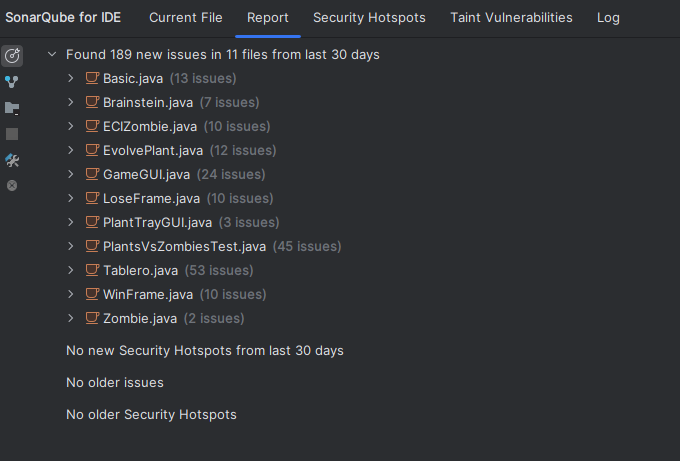 SonarQube for IDE Current File Report Security Hotspots Taint Vulnerabilities Log
Found 189 new issues in 11 files from last 30 days
Basic.java (13 issues)
Brainstein.java (7 issues)
ECIZombie.java (10 issues)
EvolvePlant.java (12 issues)
GameGUI.java (24 issues)
LoseFrame.java (10 issues)
PlantTrayGUI.java (3 issues)
PlantsVsZombiesTest.java (45 issues)
Tablero.java (53 issues)
WinFrame.java (10 issues)
Zombie.java (2 issues)
No new Security Hotspots from last 30 days
No older issues
No older Security Hotspots